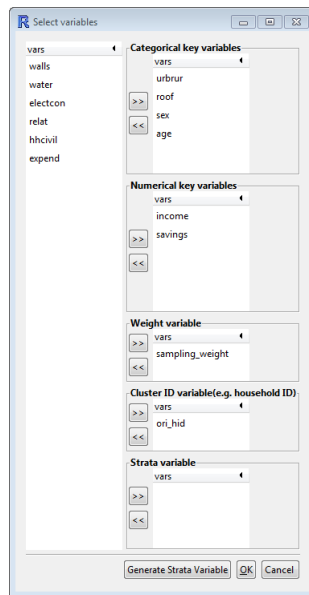 Select variables
vars
walls
water
electcon
relat
hhcivil
expend
Categorical key variables
vars
urbrur
roof
sex
age
>>
<<
Numerical key variables
vars
income
savings
>>
<<
Weight variable
vars
sampling_weight
>>
<<
Cluster ID variable(e.g. household ID)
vars
ori_hid
>>
<<
Strata variable
vars
>>
<<
Generate Strata Variable OK Cancel